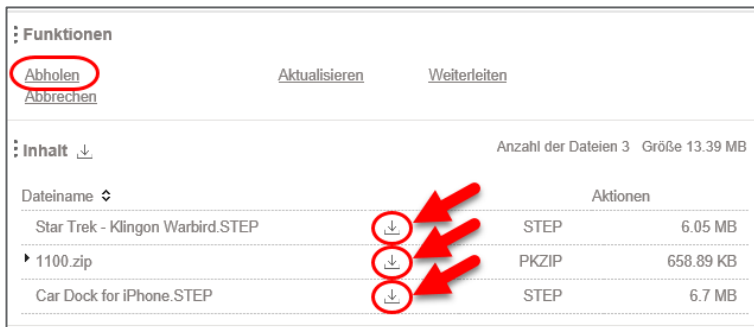 Funktionen
Abholen Aktualisieren Weiterleiten
Abbrechen
Inhalt Anzahl der Dateien 3 Größe 13.39 MB
Dateiname Aktionen
Star Trek - Klingon Warbird.STEP STEP 6.05 MB
1100.zip PKZIP 658.89 KB
Car Dock for iPhone.STEP STEP 6.7 MB